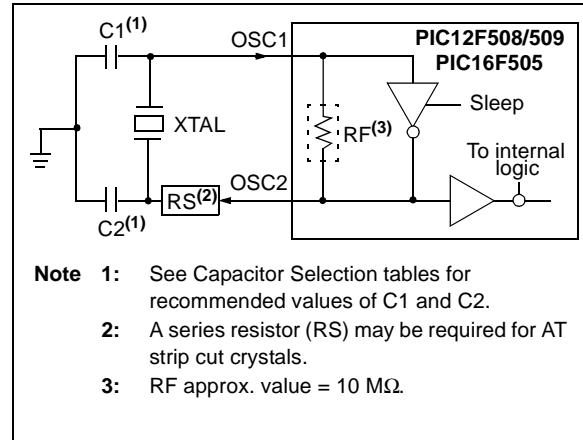 C1(1)
OSC1
PIC12F508/509
PIC16F505
Sleep
XTAL
RF(3)
To internal
logic
OSC2
RS(2)
C2(1)
Note 1: See Capacitor Selection tables for
recommended values of C1 and C2.
2: A series resistor (RS) may be required for AT
strip cut crystals.
3: RF approx. value = 10 MΩ.